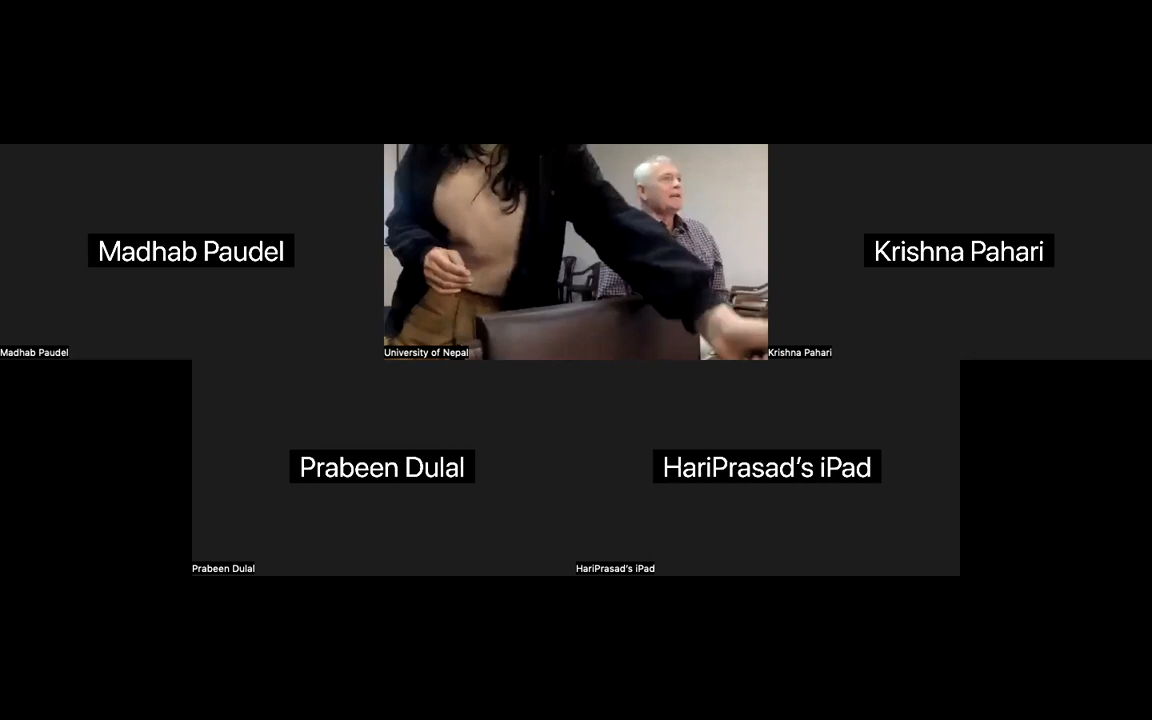 Madhab Paudel
Krishna Pahari
Madhab Paudel
University of Nepal
Krishna Pahari
Prabeen Dulal
HariPrasad’s iPad
Prabeen Dulal
HariPrasad’s iPad